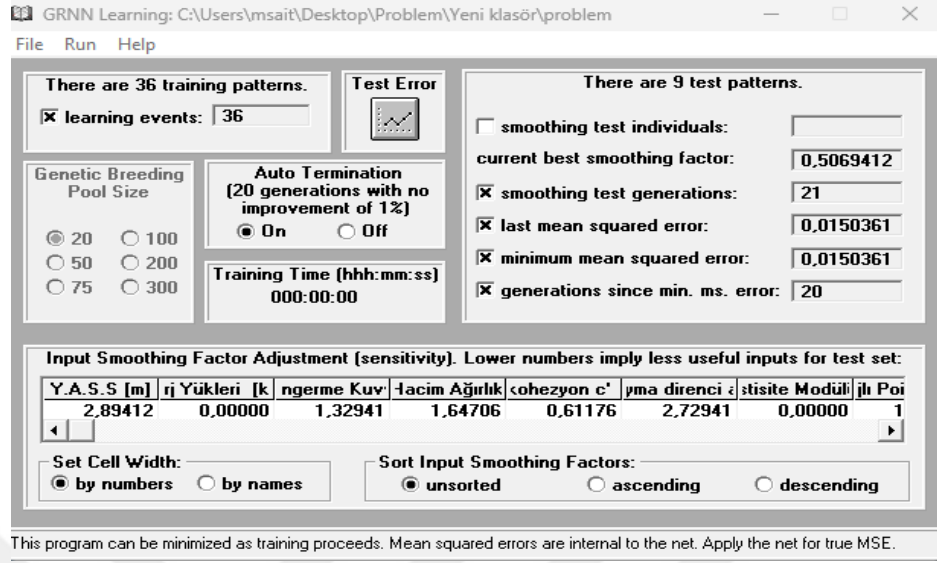 GRNN Learning: C:\Users\msait\Desktop\Problem\Yeni klasör\problem
File Run Help
There are 36 training patterns.
learning events: 36
Test Error
There are 9 test patterns.
smoothing test individuals:
current best smoothing factor: 0,5069412
smoothing test generations: 21
last mean squared error: 0,0150361
minimum mean squared error: 0,0150361
generations since min. ms. error: 20
Genetic Breeding
Pool Size
20 100
50 200
75 300
Auto Termination
(20 generations with no
improvement of 1%)
On Off
Training Time (hhh:mm:ss)
000:00:00
Input Smoothing Factor Adjustment (sensitivity). Lower numbers imply less useful inputs for test set:
Y.A.S.S [m] rj Yükleri [k ngerme Kuv Hacim Ağırlık kohezyon c' yma direnci a stisite Modüli jlı Poi
2,89412 0,00000 1,32941 1,64706 0,61176 2,72941 0,00000 1
Set Cell Width:
by numbers by names
Sort Input Smoothing Factors:
unsorted ascending descending
This program can be minimized as training proceeds. Mean squared errors are internal to the net. Apply the net for true MSE.